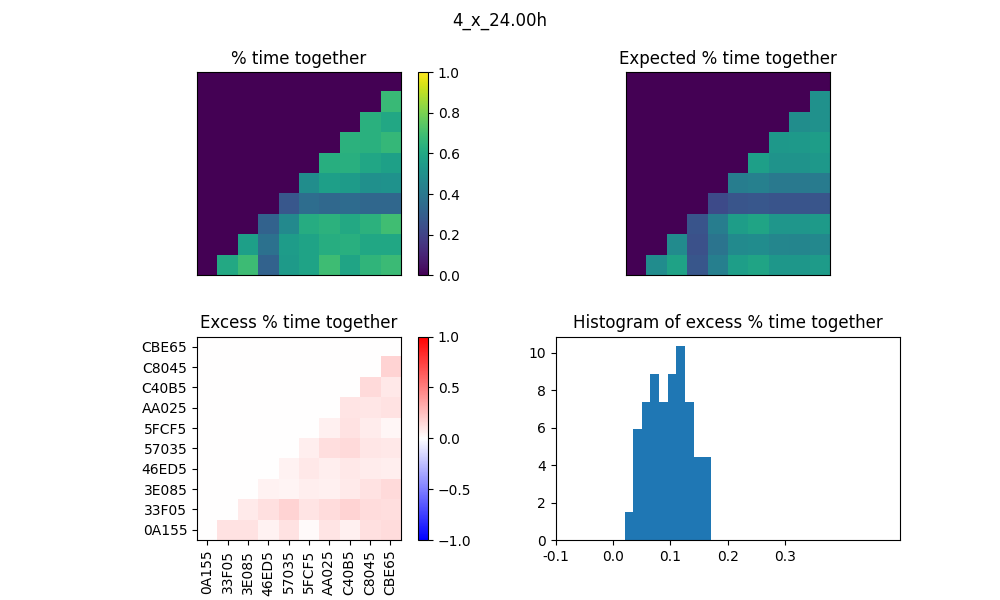 4_x_24.00h
% time together
Expected % time together
1.0
0.8
0.6
0.4
0.2
0.0
Excess % time together
Histogram of excess % time together
CBE65
C8045
C40B5
AA025
5FCF5
57035
46ED5
3E085
33F05
0A155
1.0
0.5
0.0
−0.5
−1.0
10
8
6
4
2
0
0A155
33F05
3E085
46ED5
57035
5FCF5
AA025
C40B5
C8045
CBE65
-0.1
0.0
0.1
0.2
0.3